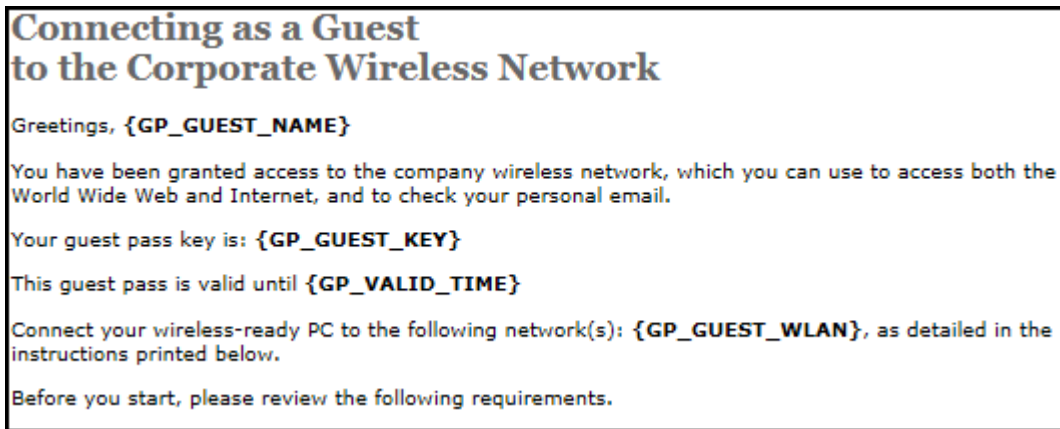 Connecting as a Guest
to the Corporate Wireless Network
Greetings, {GP_GUEST_NAME}
You have been granted access to the company wireless network, which you can use to access both the
World Wide Web and Internet, and to check your personal email.
Your guest pass key is: {GP_GUEST_KEY}
This guest pass is valid until {GP_VALID_TIME}
Connect your wireless-ready PC to the following network(s): {GP_GUEST_WLAN}, as detailed in the
instructions printed below.
Before you start, please review the following requirements.